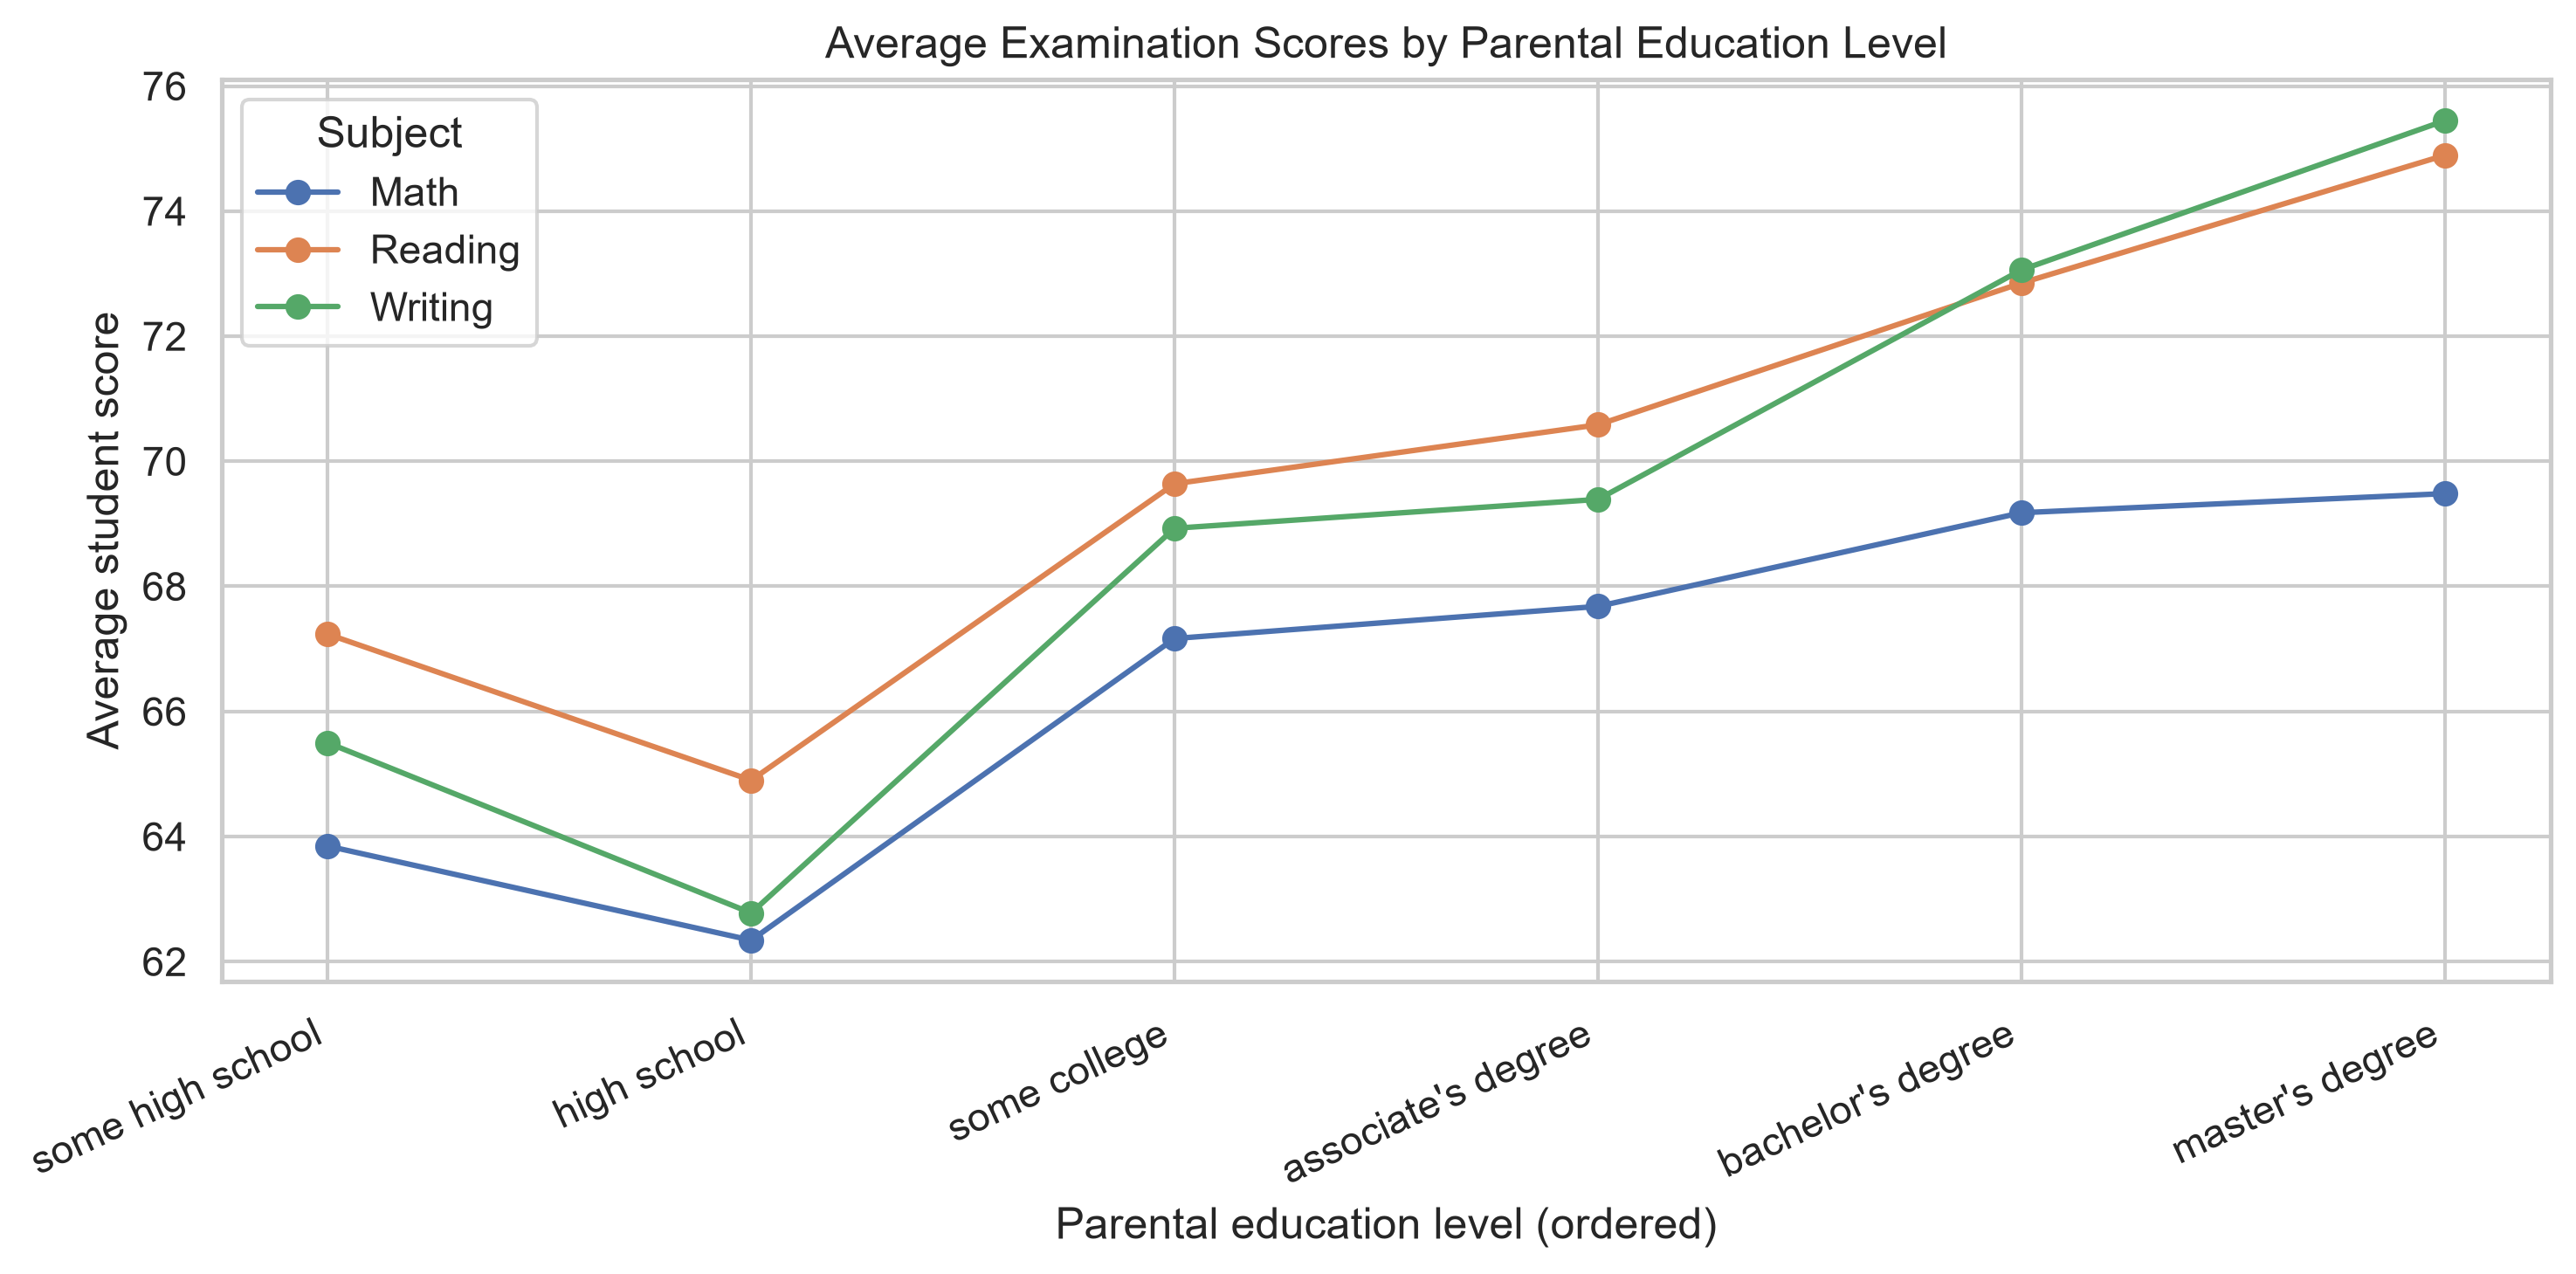 Average Examination Scores by Parental Education Level
76
74
72
70
68
66
64
62
Average student score
Subject
Math
Reading
Writing
some high school
high school
some college
associate's degree
bachelor's degree
master's degree
Parental education level (ordered)